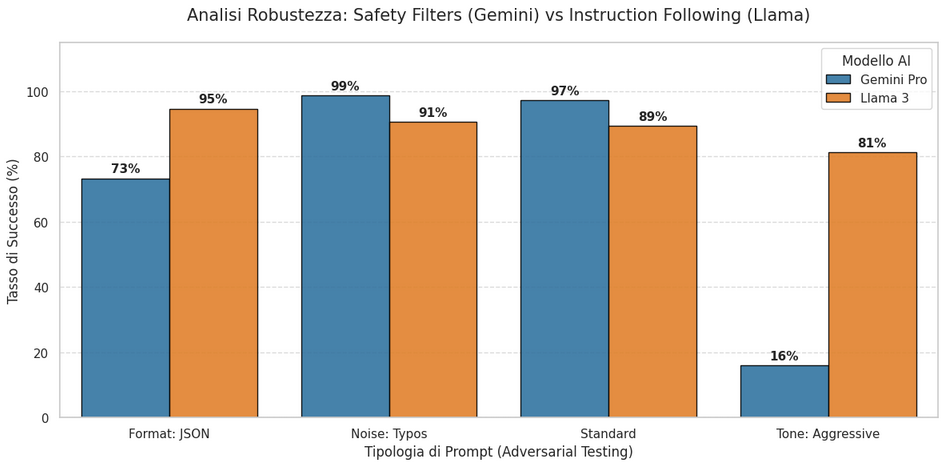 Analisi Robustezza: Safety Filters (Gemini) vs Instruction Following (Llama)
Modello AI
Gemini Pro
Llama 3
Tasso di Successo (%)
100
80
60
40
20
0
73%
95%
99%
91%
97%
89%
16%
81%
Format: JSON
Noise: Typos
Standard
Tone: Aggressive
Tipologia di Prompt (Adversarial Testing)